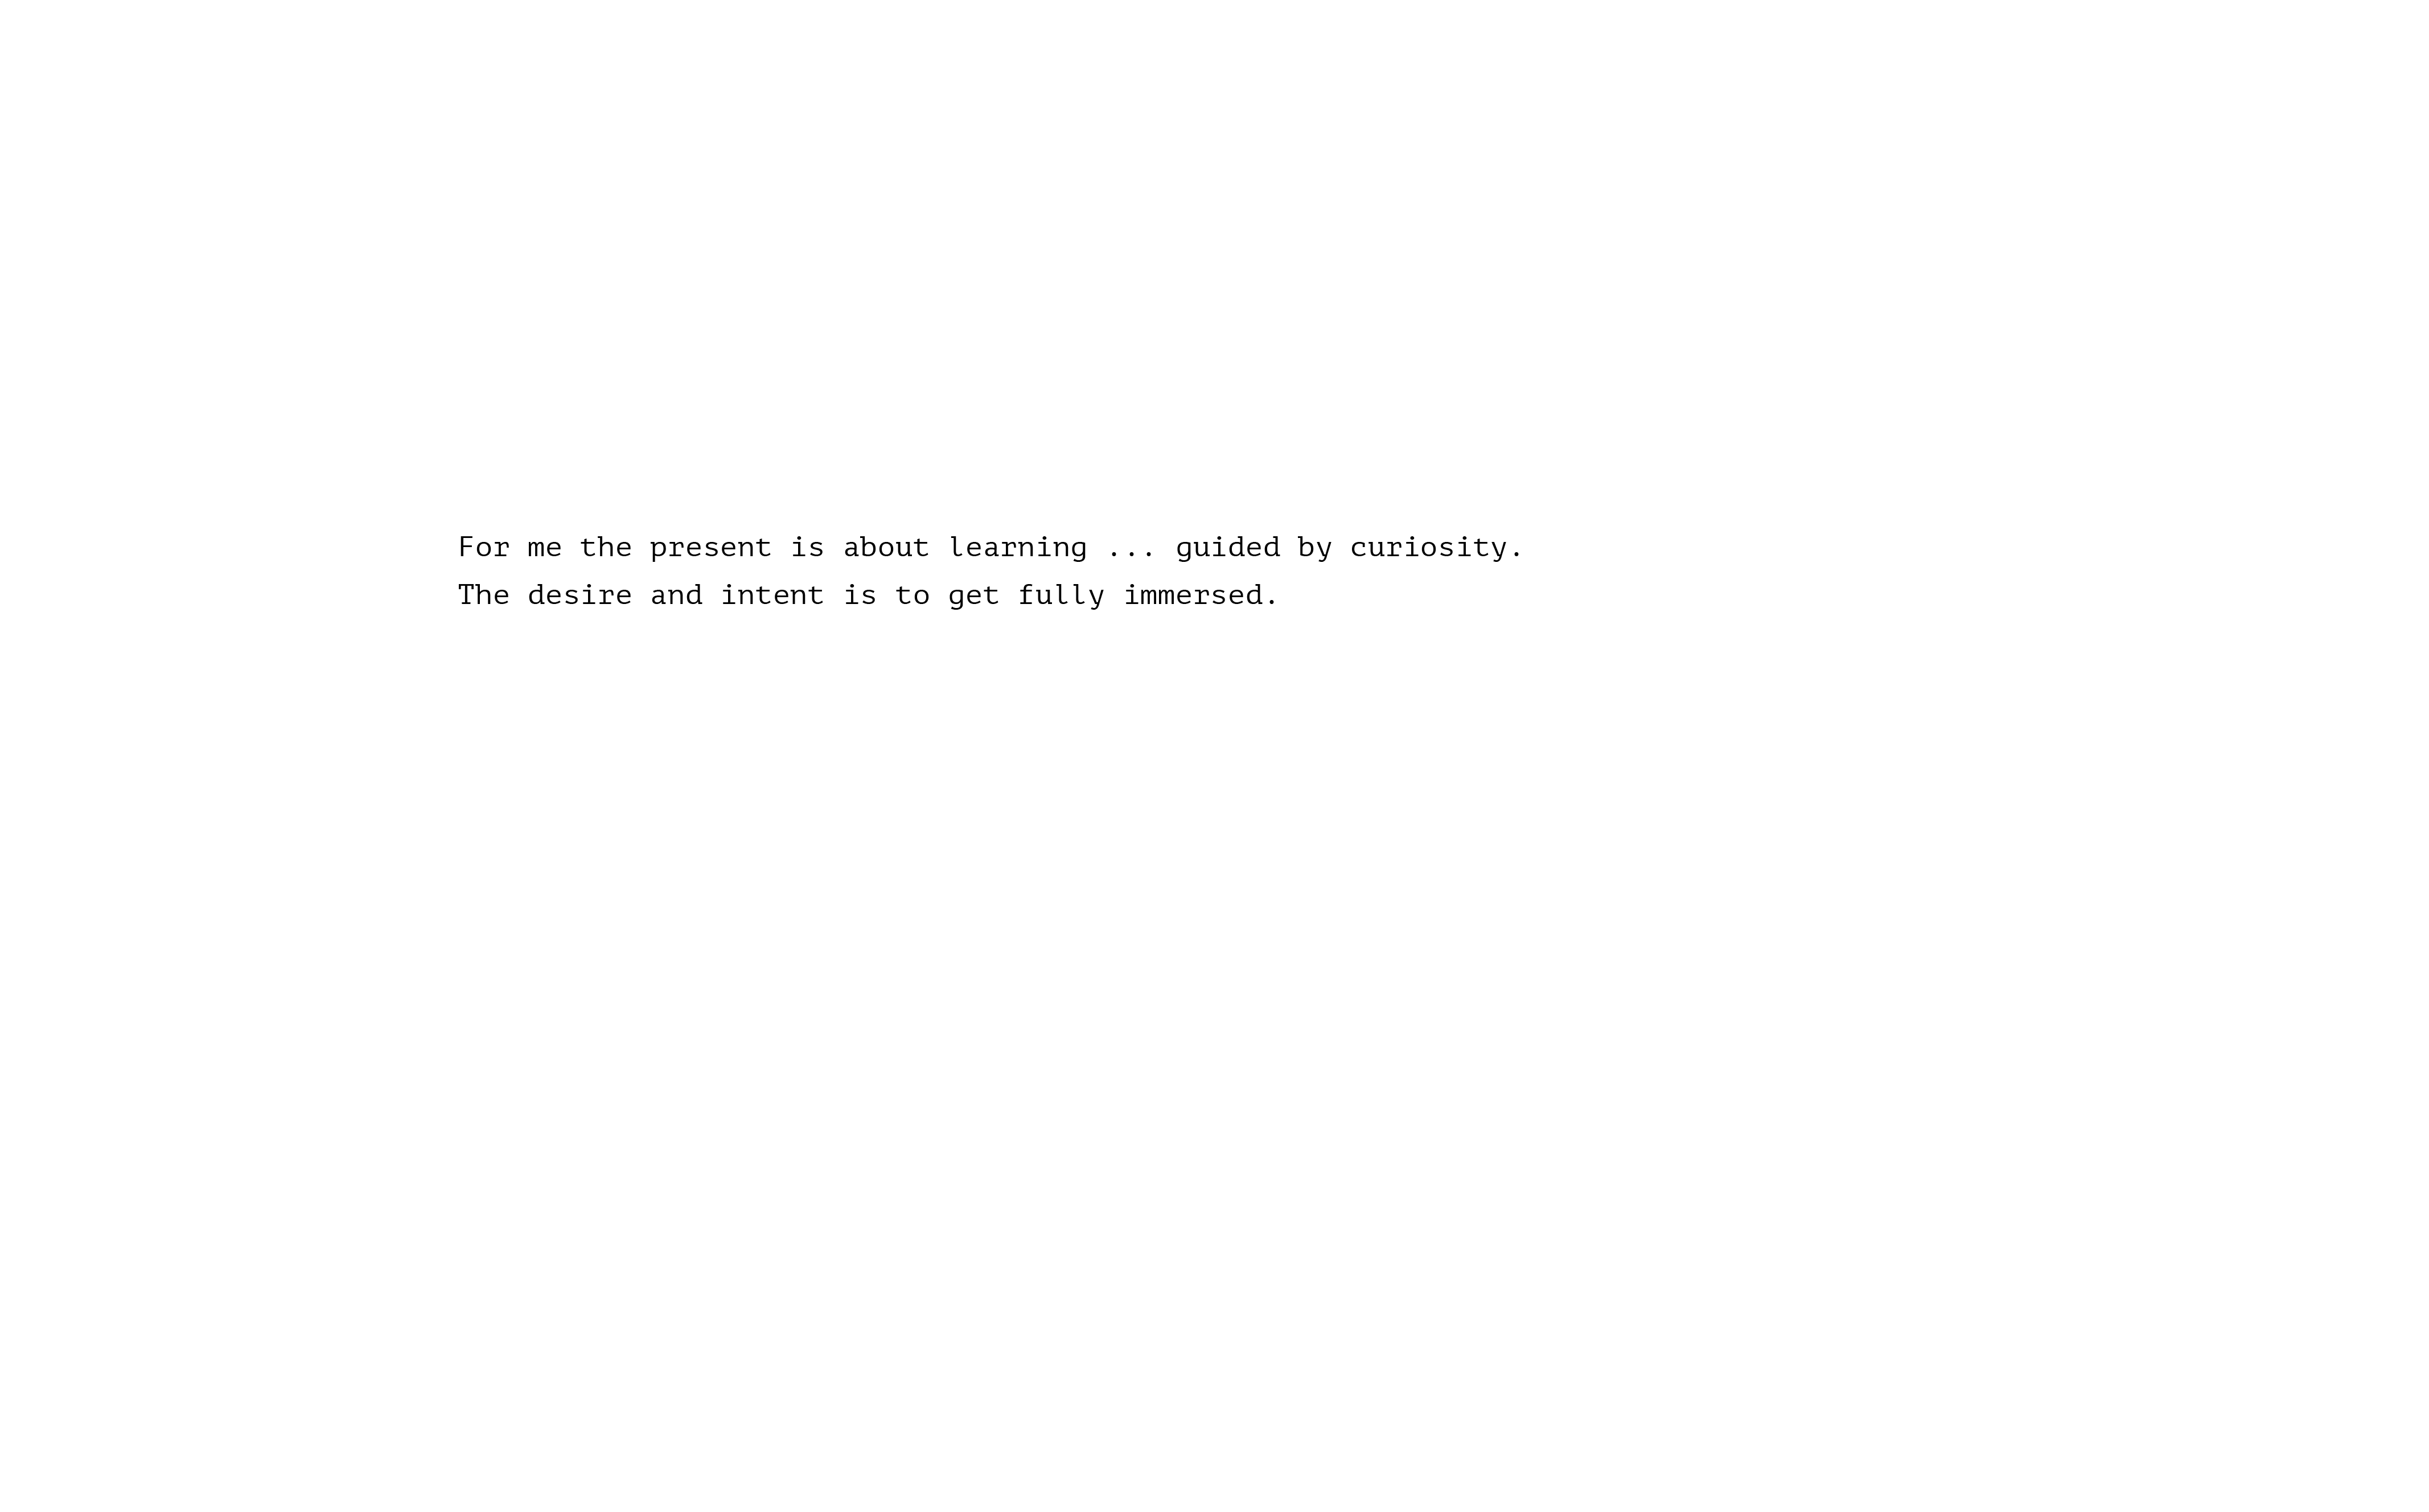 For me the present is about learning ... guided by curiosity.
The desire and intent is to get fully immersed.